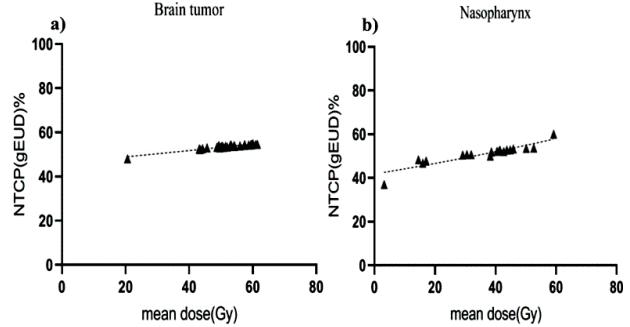 Brain tumor
a)
NTCP(gEUD)%
100
80
60
40
20
0
0 20 40 60 80
mean dose(Gy)
Nasopharynx
b)
NTCP(gEUD)%
100
80
60
40
20
0
0 20 40 60 80
mean dose(Gy)